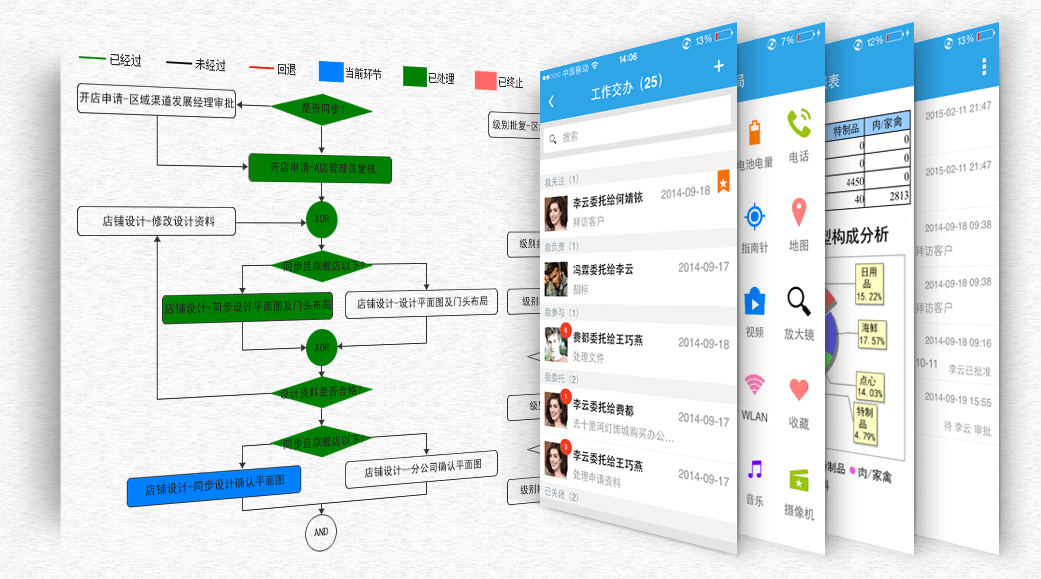 已经过
未经过
回退
当前环节
已处理
已终止
开店申请-区域渠道发展经理审批
是否同步?
级别批复-区
开店申请-A店管理员复核
店铺设计-修改设计资料
XOR
同步且旗舰店以下?
级别批
店铺设计-同步设计平面图及门头布局
店铺设计-设计平面图及门头布局
级别
XOR
设计资料是否合格?
级
同步且旗舰店以下?
店铺设计--分公司确认平面图
店铺设计-同步设计确认平面图
级别批
AND
中国移动
14:06
13%
工作交办（25）
搜索
我关注（1）
李云委托给何婧侬
2014-09-18
拜访客户
我负责（1）
冯霖委托给李云
2014-09-17
招标
我参与（1）
6
费都委托给王巧燕
2014-09-18
处理文件
我委托（2）
1
李云委托给费都
2014-09-17
去十里河灯饰城购买办公...
3
李云委托给王巧燕
2014-09-17
处理申请资料
已关闭（2）
7%
局
电池电量
电话
指南针
地图
视频
放大镜
WLAN
收藏
音乐
摄像机
12%
表
特制品
肉/家禽
0
0
0
0
4450
0
40
2813
型构成分析
日用品
15.22%
海鲜
17.57%
点心
14.03%
特制品
4.79%
特制品
肉/家禽
13%
2015-02-11 21:47
2015-02-11 21:47
2014-09-18 09:38
拜访客户
2014-09-18 09:38
拜访客户
2014-09-18 09:16
10-11
李云已批准
2014-09-19 15:55
待 李云 审批